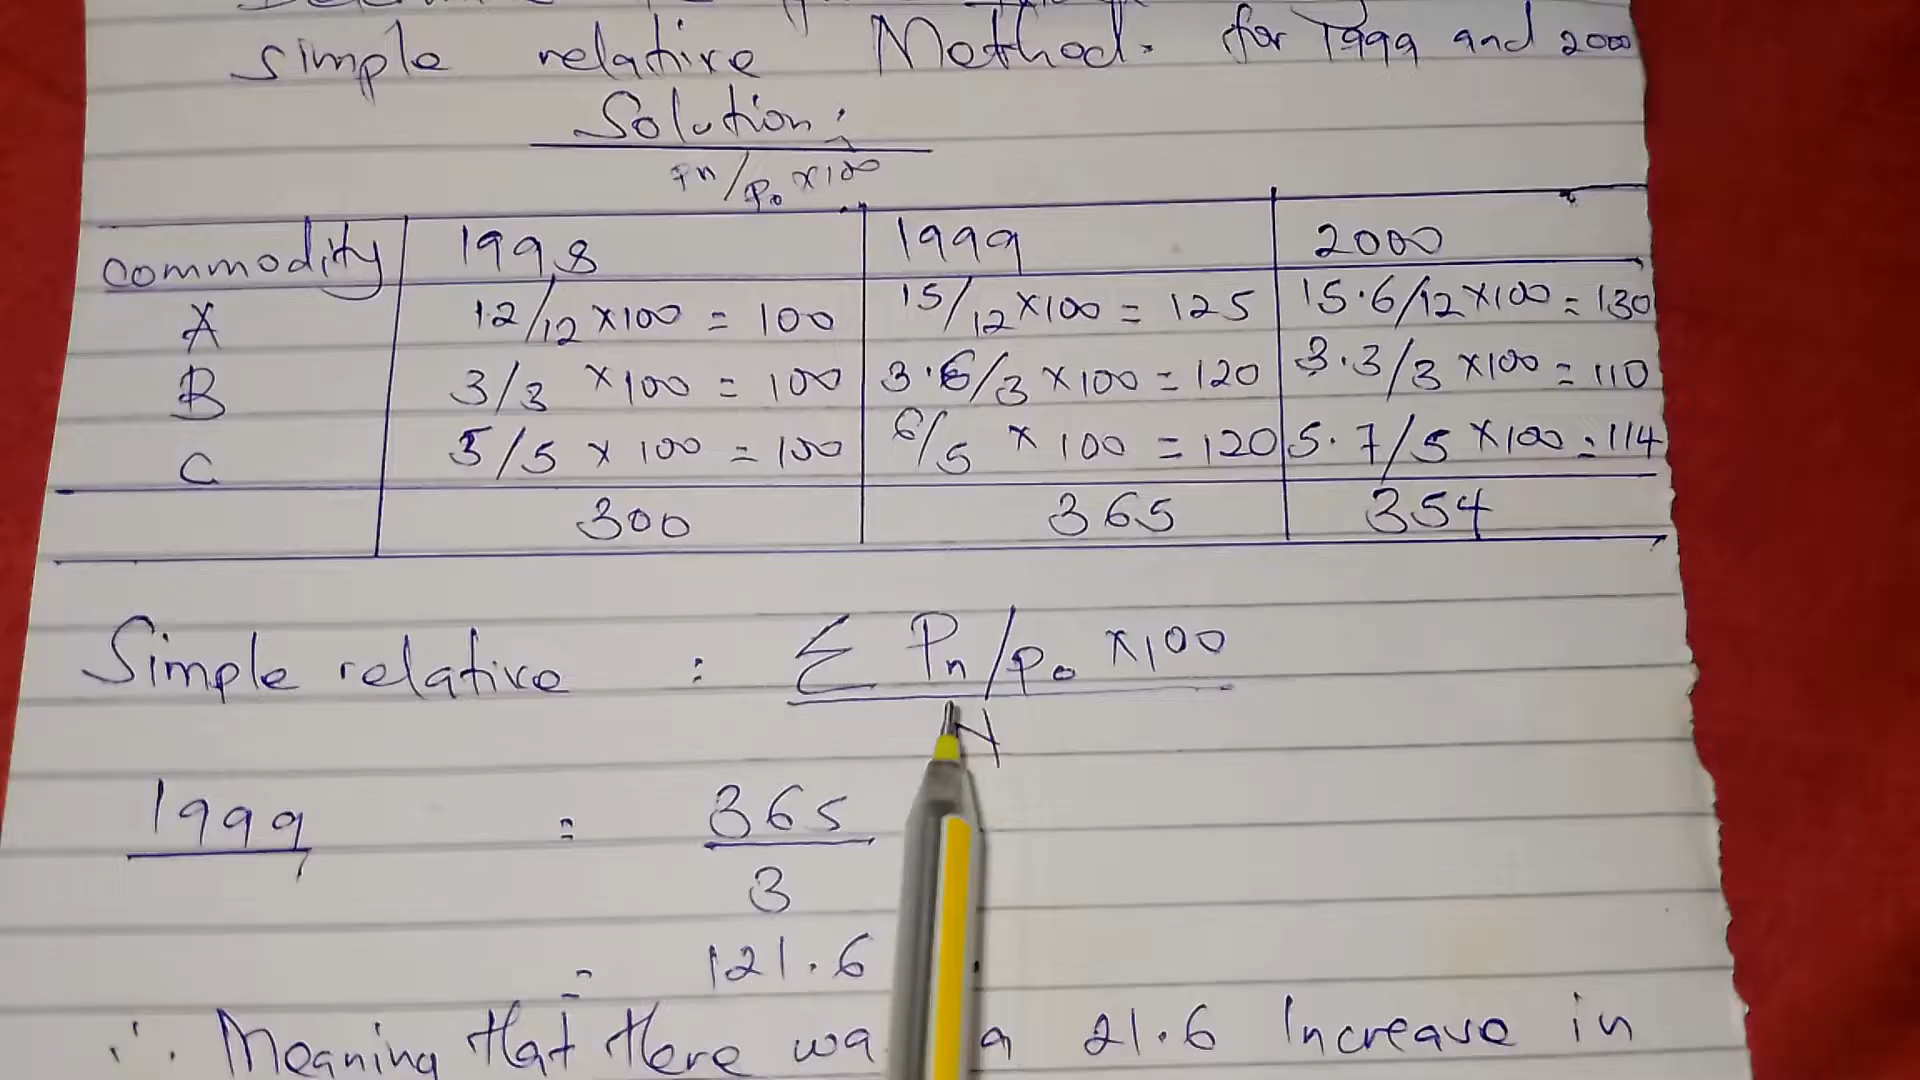 simple relative Method. for 1999 and 2000
Solution:
Pn/Po x100
commodity 1998 1999 2000
A 12/12 x100 = 100 15/12 x100 = 125 15.6/12 x100 = 130
B 3/3 x100 = 100 3.6/3 x100 = 120 3.3/3 x100 = 110
C 5/5 x 100 = 100 6/5 x 100 = 120 5.7/5 x100 = 114
300 365 354
Simple relative : Σ Pn/Po x100
N
1999 = 365
3
= 121.6
∴ Meaning that there wa a 21.6 Increase in